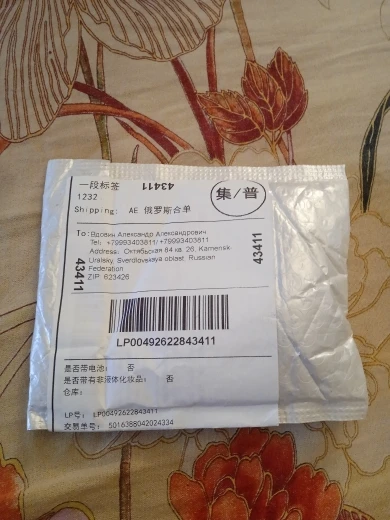 一段标签
43411
集/普
1232
Shipping: AE 俄罗斯合单
To: Вдовин Александр Александрович
Tel: +79993403811/ +79993403811
Address: Октябрьская 84 кв. 26, Kamensk
Uralsky, Sverdlovskaya oblast, Russian
Federation
ZIP: 623426
43411
43411
LP00492622843411
是否带电池: 否
是否带有非液体化妆品: 否
仓库:
LP号: LP00492622843411
交易单号: 5016388042024334